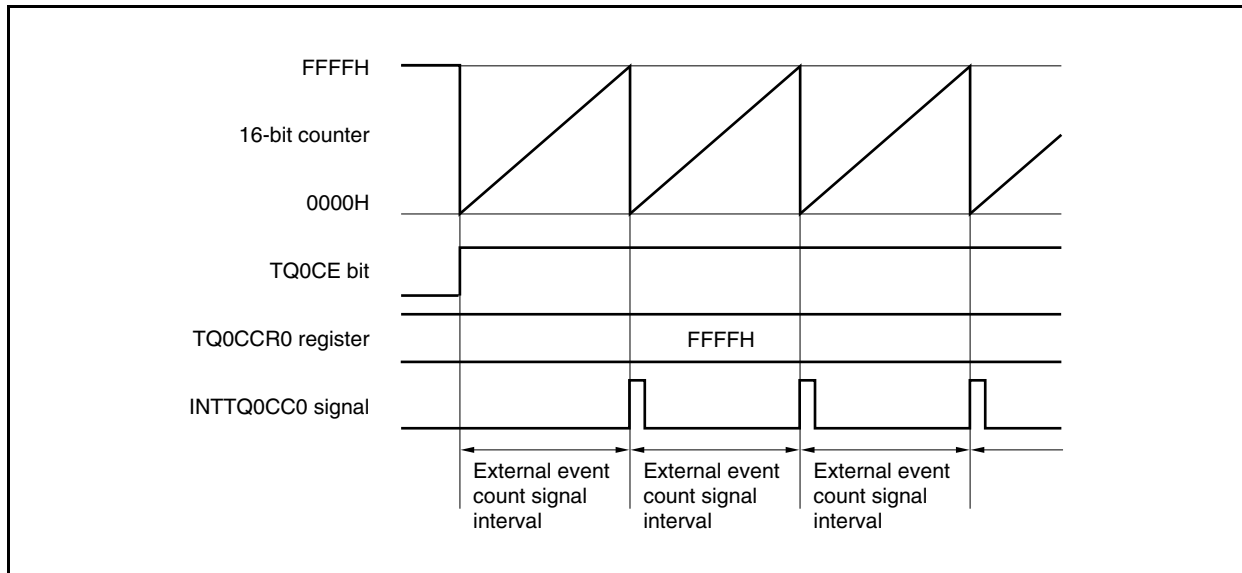 FFFFH
16-bit counter
0000H
TQ0CE bit
TQ0CCR0 register
FFFFH
INTTQ0CC0 signal
External event
count signal
interval
External event
count signal
interval
External event
count signal
interval